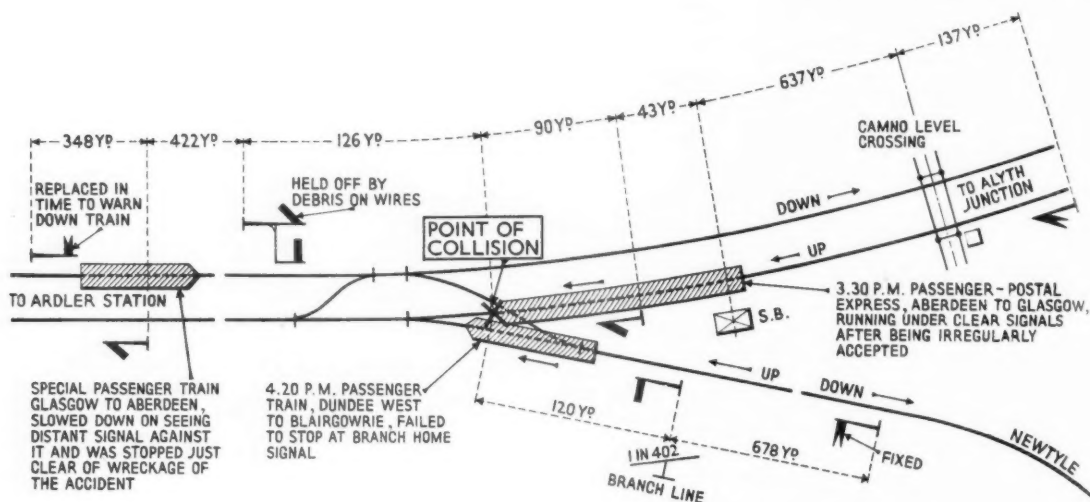 137YD
637YD
43YD
90YD
126YD
422YD
348YD
CAMNO LEVEL
CROSSING
REPLACED IN
TIME TO WARN
DOWN TRAIN
HELD OFF BY
DEBRIS ON WIRES
DOWN
TO ALYTH
JUNCTION
POINT OF
COLLISION
UP
TO ARDLER STATION
S.B.
3.30 P.M. PASSENGER-POSTAL
EXPRESS, ABERDEEN TO GLASGOW,
RUNNING UNDER CLEAR SIGNALS
AFTER BEING IRREGULARLY
ACCEPTED
SPECIAL PASSENGER TRAIN
GLASGOW TO ABERDEEN,
SLOWED DOWN ON SEEING
DISTANT SIGNAL AGAINST
IT AND WAS STOPPED JUST
CLEAR OF WRECKAGE OF
THE ACCIDENT
4.20 P.M. PASSENGER
TRAIN, DUNDEE WEST
TO BLAIRGOWRIE, FAILED
TO STOP AT BRANCH HOME
SIGNAL
UP
DOWN
120YD
678YD
FIXED
NEWTYLE
1 IN 402
BRANCH LINE